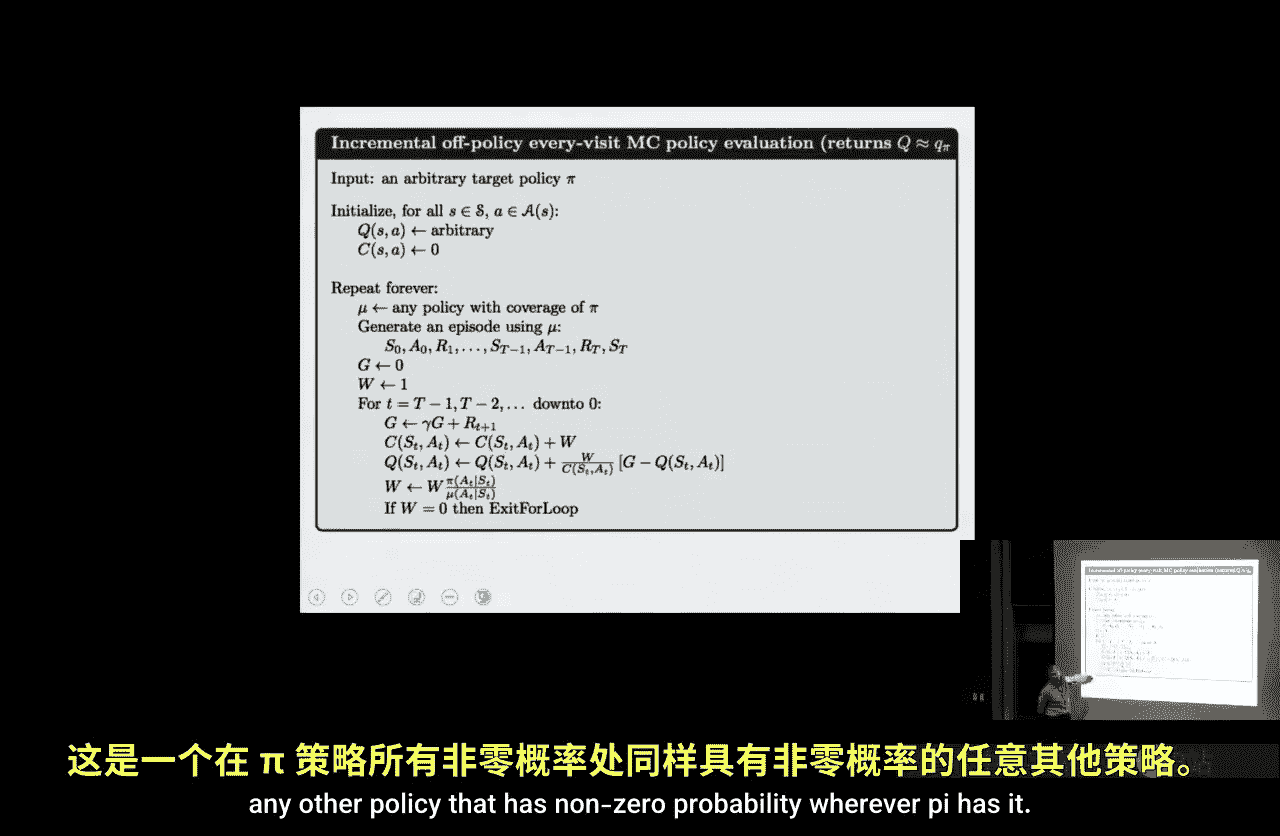 Incremental off-policy every-visit MC policy evaluation (returns Q ≈ qπ
Input: an arbitrary target policy π
Initialize, for all s ∈ S, a ∈ A(s):
Q(s, a) ← arbitrary
C(s, a) ← 0
Repeat forever:
μ ← any policy with coverage of π
Generate an episode using μ:
S₀, A₀, R₁, . . . , S_{T−1}, A_{T−1}, R_T, S_T
G ← 0
W ← 1
For t = T − 1, T − 2, . . . downto 0:
G ← γG + R_{t+1}
C(S_t, A_t) ← C(S_t, A_t) + W
Q(S_t, A_t) ← Q(S_t, A_t) + W/C(S_t, A_t) [G − Q(S_t, A_t)]
W ← W π(A_t|S_t)/μ(A_t|S_t)
If W = 0 then ExitForLoop
这是一个在 π 策略所有非零概率处同样具有非零概率的任意其他策略。
any other policy that has non-zero probability wherever pi has it.